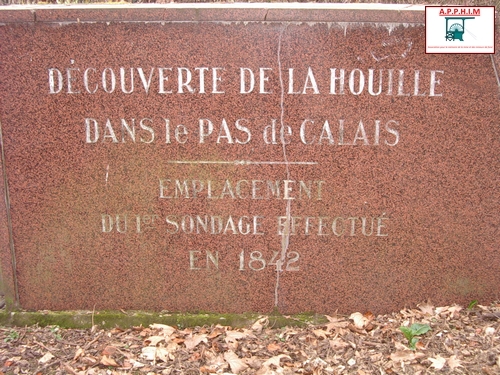 A.P.P.H.I.M
DÉCOUVERTE DE LA HOUILLE
DANS le PAS de CALAIS
EMPLACEMENT
DU 1er SONDAGE EFFECTUÉ
EN 1842